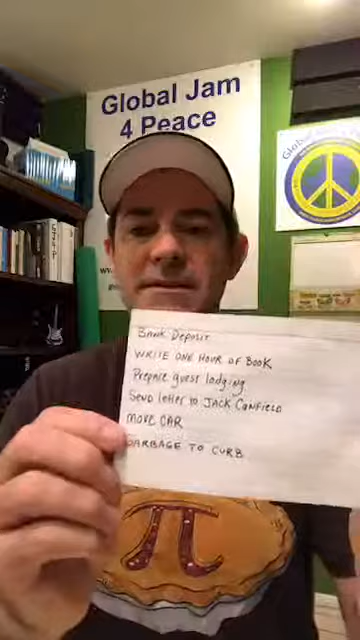 Global Jam
4 Peace
Global
Bank Deposit
WRITE ONE HOUR OF BOOK
Prepare guest lodging
Send letter to JACK CANFIELD
MOVE CAR
GARBAGE TO CURB
π